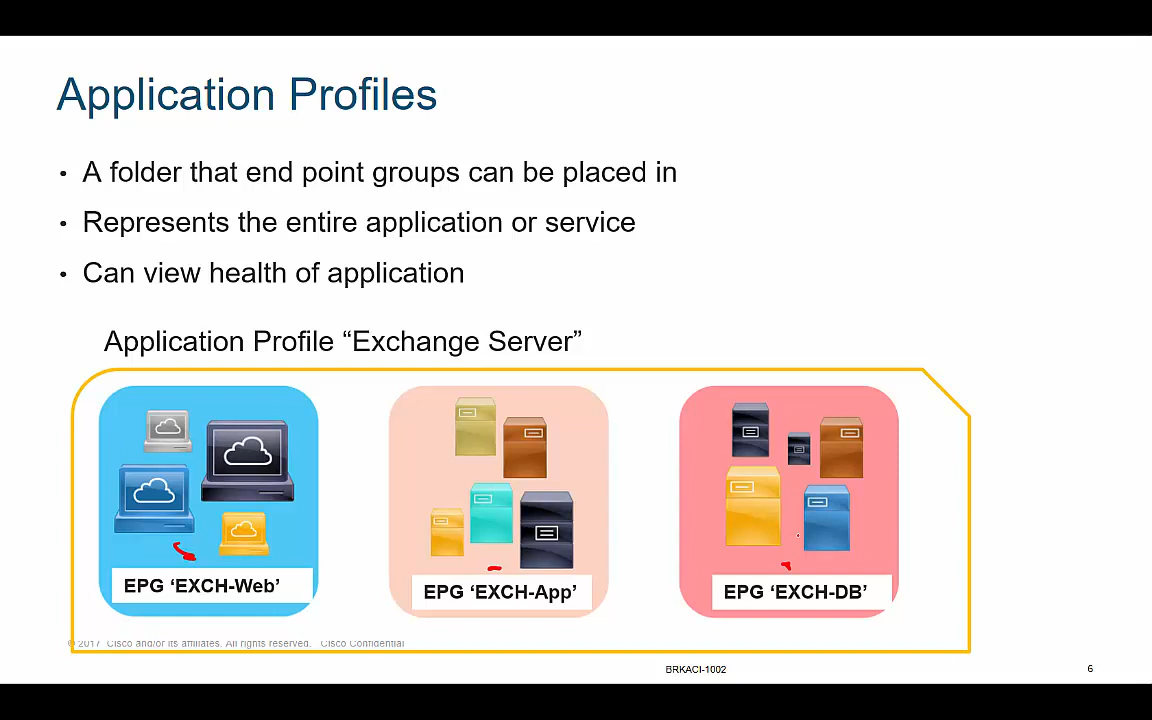 Application Profiles
• A folder that end point groups can be placed in
• Represents the entire application or service
• Can view health of application
Application Profile “Exchange Server”
EPG ‘EXCH-Web’
EPG ‘EXCH-App’
EPG ‘EXCH-DB’
© 2017 Cisco and/or its affiliates. All rights reserved. Cisco Confidential
BRKACI-1002
6